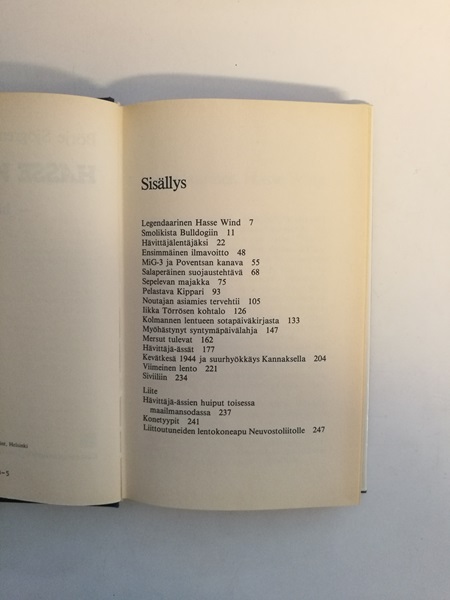 Sisällys
Legendaarinen Hasse Wind 7
Smolikista Bulldogiin 11
Hävittäjälentäjäksi 22
Ensimmäinen ilmavoitto 48
MiG-3 ja Poventsan kanava 55
Salaperäinen suojaustehtävä 68
Sepelevan majakka 75
Pelastava Kippari 93
Noutajan asiamies tervehtii 105
Iikka Törrösen kohtalo 126
Kolmannen lentueen sotapäiväkirjasta 133
Myöhästynyt syntymäpäivälahja 147
Mersut tulevat 162
Hävittäjä-ässät 177
Kevätkesä 1944 ja suurhyökkäys Kannaksella 204
Viimeinen lento 221
Siviiliin 234
Liite
Hävittäjä-ässien huiput toisessa
maailmansodassa 237
Konetyypit 241
Liittoutuneiden lentokoneapu Neuvostoliitolle 247
HASSE
Helsinki
-5